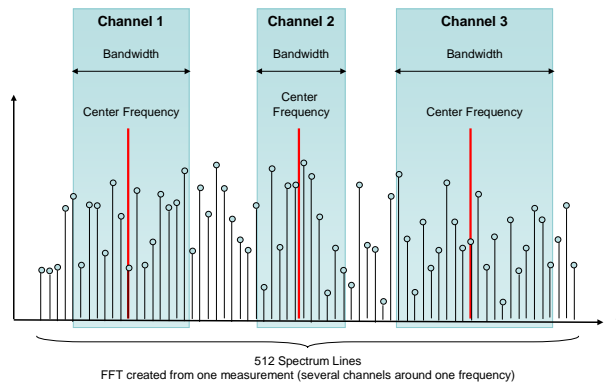 Channel 1
Channel 2
Channel 3
Bandwidth
Bandwidth
Bandwidth
Center Frequency
Center
Frequency
Center Frequency
512 Spectrum Lines
FFT created from one measurement (several channels around one frequency)